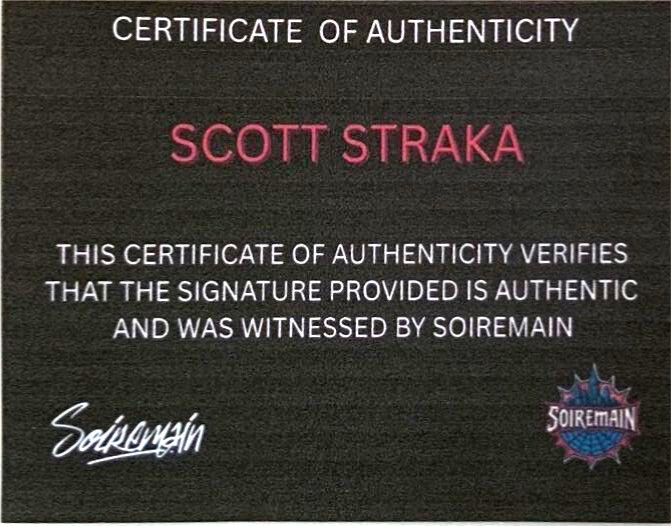 CERTIFICATE OF AUTHENTICITY
SCOTT STRAKA
THIS CERTIFICATE OF AUTHENTICITY VERIFIES
THAT THE SIGNATURE PROVIDED IS AUTHENTIC
AND WAS WITNESSED BY SOIREMAIN
Soiremain
SOIREMAIN